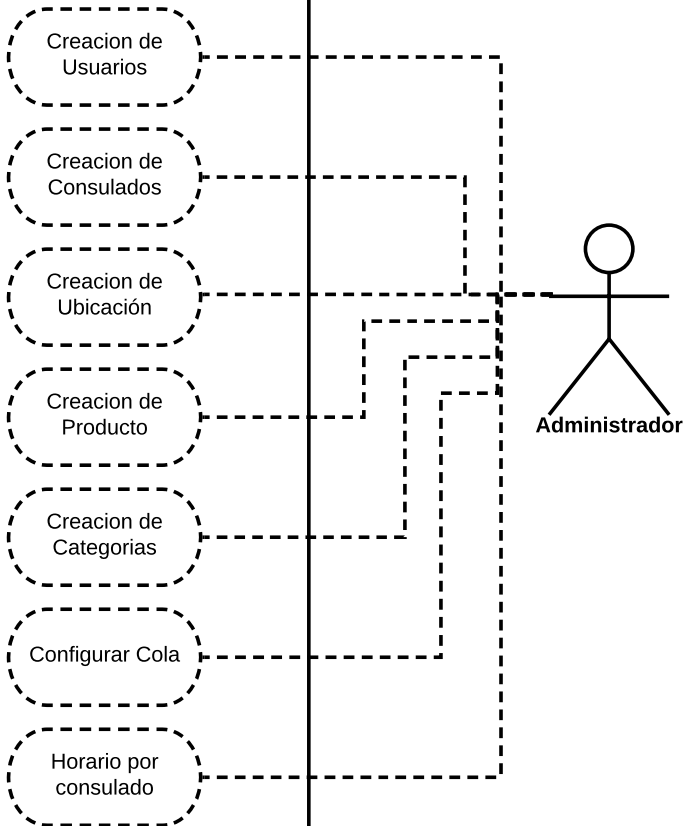 Creacion de
Usuarios
Creacion de
Consulados
Creacion de
Ubicación
Creacion de
Producto
Creacion de
Categorias
Configurar Cola
Horario por
consulado
Administrador